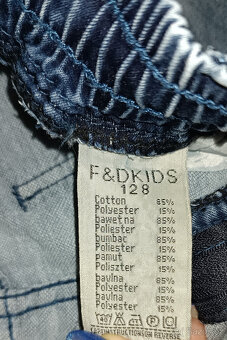 F&DKIDS
128
Cotton 85%
Polyester 15%
bawełna 85%
Poliester 15%
bumbac 85%
Poliester 15%
pamut 85%
Poliszter 15%
bavlna 85%
Polyester 15%
bavlna 85%
Polyester 15%